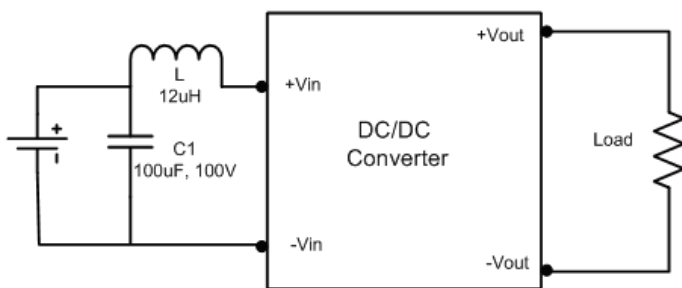 +Vout
L
12uH
+Vin
+
-
C1
100uF, 100V
DC/DC
Converter
Load
-Vin
-Vout